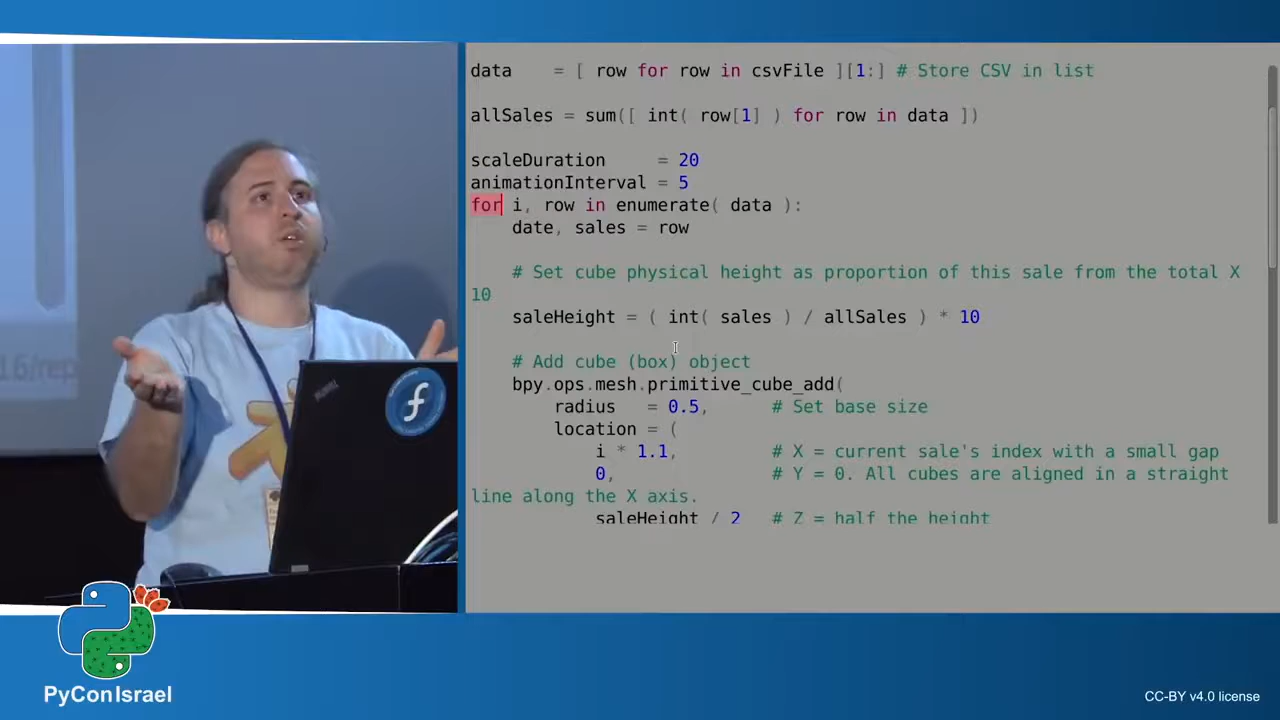 data    = [ row for row in csvFile ][1:] # Store CSV in list
allSales = sum([ int( row[1] ) for row in data ])
scaleDuration     = 20
animationInterval = 5
for i, row in enumerate( data ):
    date, sales = row
    # Set cube physical height as proportion of this sale from the total X
10
    saleHeight = ( int( sales ) / allSales ) * 10
    # Add cube (box) object
    bpy.ops.mesh.primitive_cube_add(
        radius   = 0.5,      # Set base size
        location = (
            i * 1.1,         # X = current sale's index with a small gap
            0,               # Y = 0. All cubes are aligned in a straight
line along the X axis.
            saleHeight / 2   # Z = half the height
16/rep
PyConIsrael
CC-BY v4.0 license